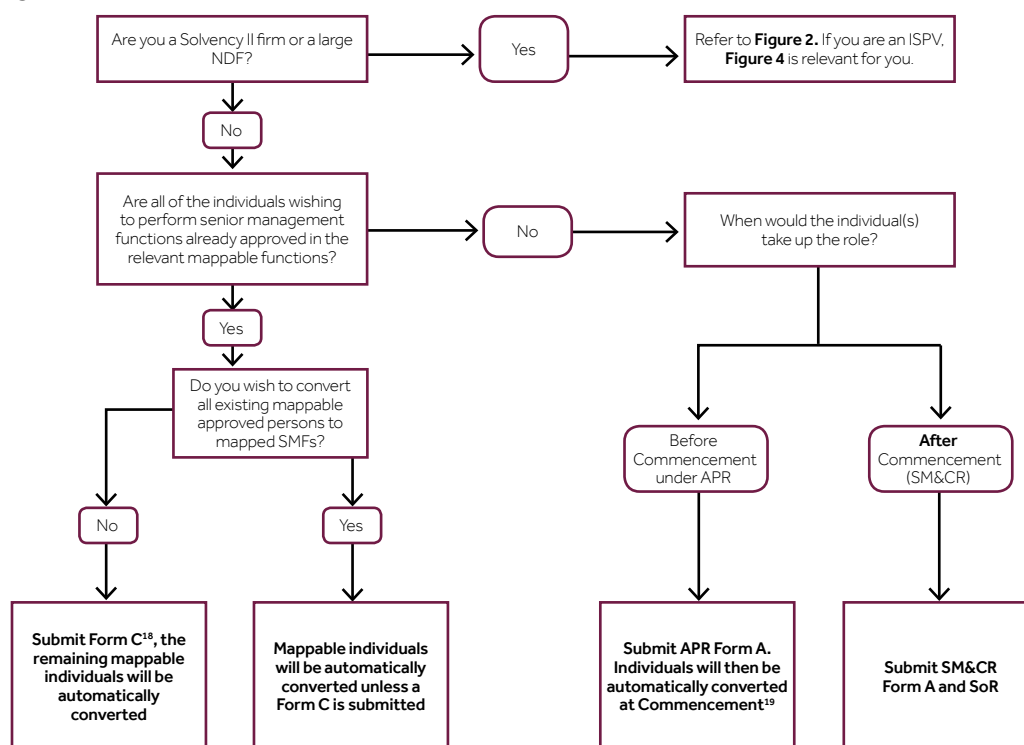 Are you a Solvency II firm or a large
NDF?
Yes
Refer to Figure 2. If you are an ISPV,
Figure 4 is relevant for you.
No
Are all of the individuals wishing
to perform senior management
functions already approved in the
relevant mappable functions?
No
When would the individual(s)
take up the role?
Yes
Do you wish to convert
all existing mappable
approved persons to
mapped SMFs?
Before
Commencement
under APR
After
Commencement
(SM&CR)
No
Yes
Submit Form C18, the
remaining mappable
individuals will be
automatically
converted
Mappable individuals
will be automatically
converted unless a
Form C is submitted
Submit APR Form A.
Individuals will then be
automatically converted
at Commencement19
Submit SM&CR
Form A and SoR